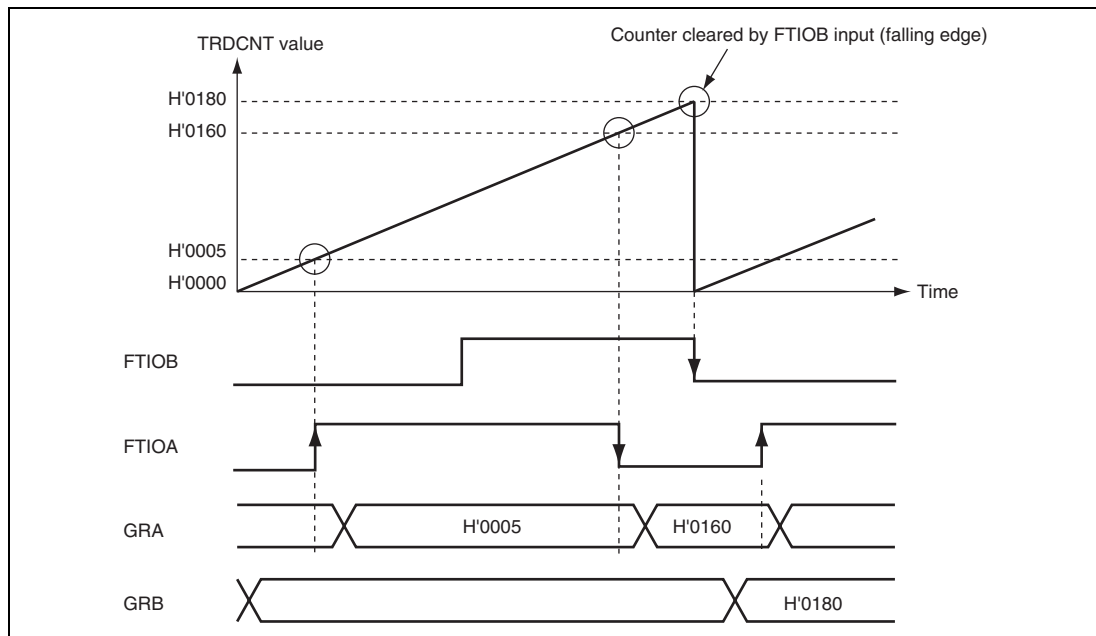 Counter cleared by FTIOB input (falling edge)
TRDCNT value
H'0180
H'0160
H'0005
H'0000
Time
FTIOB
FTIOA
GRA
H'0005
H'0160
GRB
H'0180